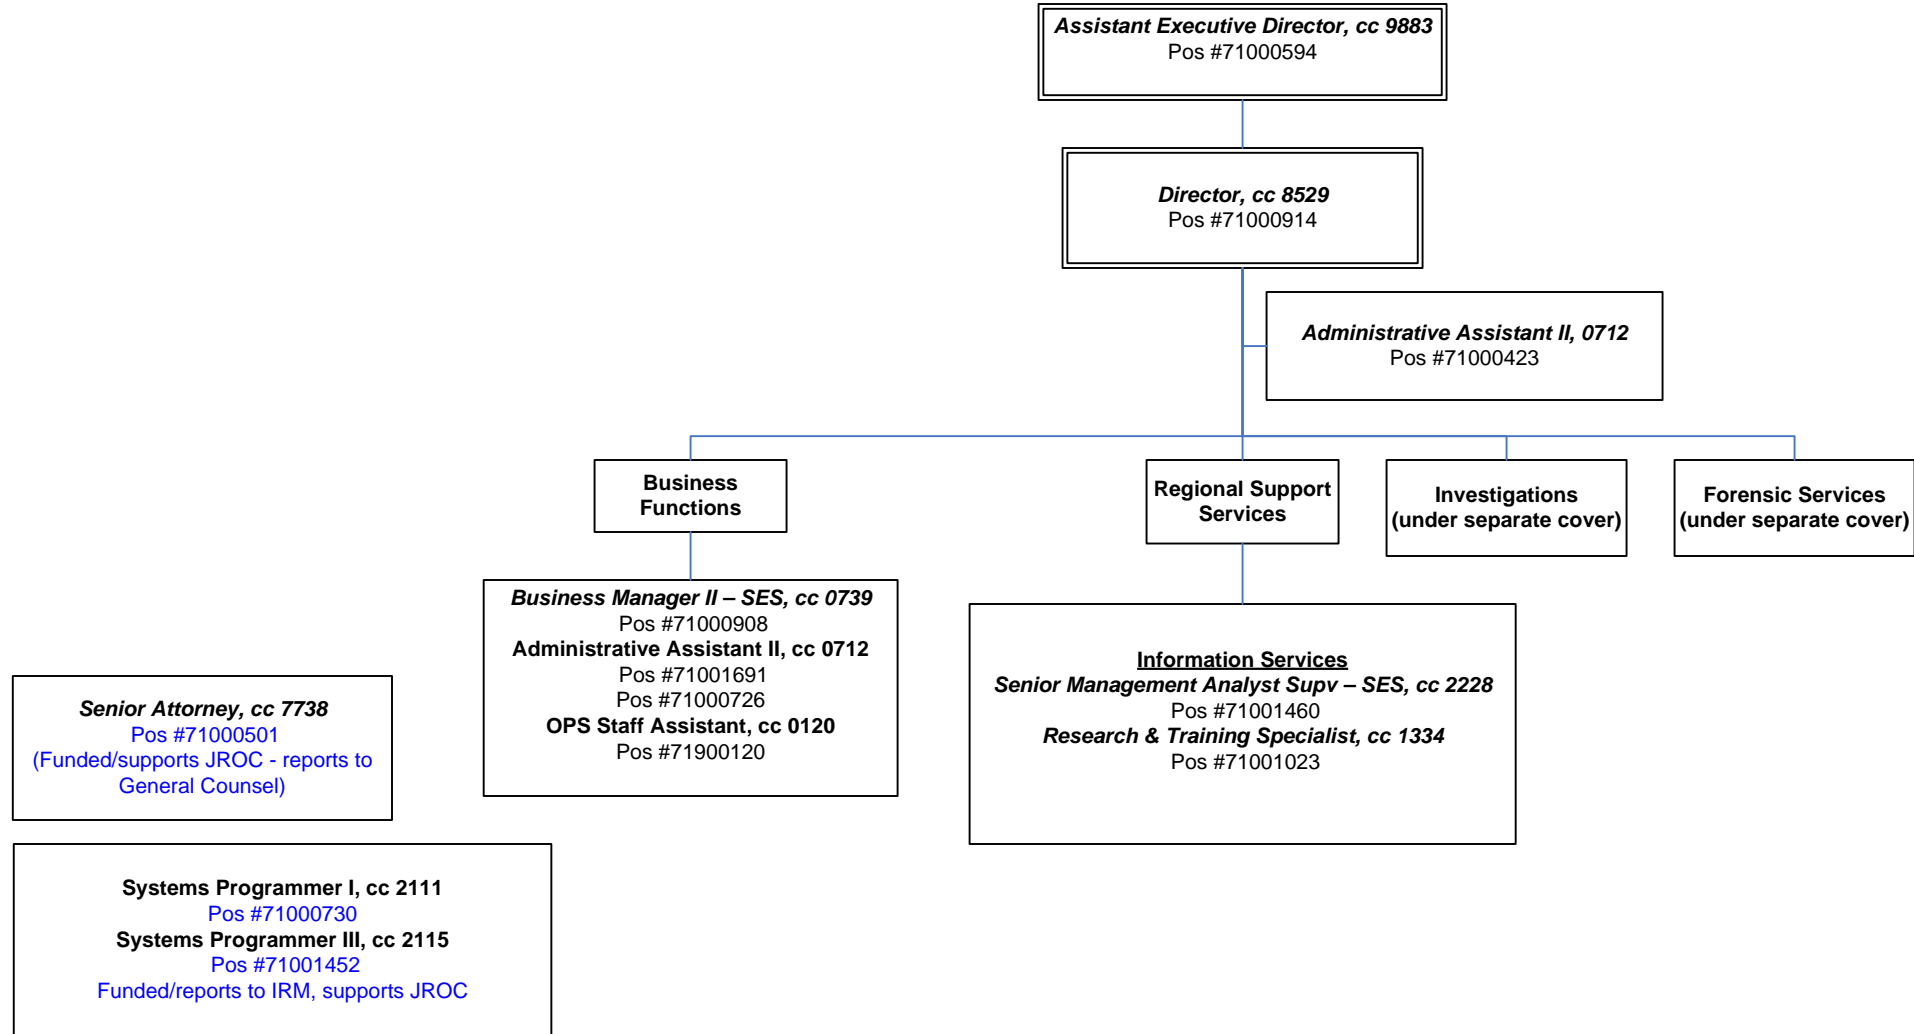 Assistant Executive Director, cc 9883
Pos #71000594
Director, cc 8529
Pos #71000914
Administrative Assistant II, 0712
Pos #71000423
Business
Functions
Regional Support
Services
Investigations
(under separate cover)
Forensic Services
(under separate cover)
Business Manager II – SES, cc 0739
Pos #71000908
Administrative Assistant II, cc 0712
Pos #71001691
Pos #71000726
OPS Staff Assistant, cc 0120
Pos #71900120
Information Services
Senior Management Analyst Supv – SES, cc 2228
Pos #71001460
Research & Training Specialist, cc 1334
Pos #71001023
Senior Attorney, cc 7738
Pos #71000501
(Funded/supports JROC - reports to
General Counsel)
Systems Programmer I, cc 2111
Pos #71000730
Systems Programmer III, cc 2115
Pos #71001452
Funded/reports to IRM, supports JROC